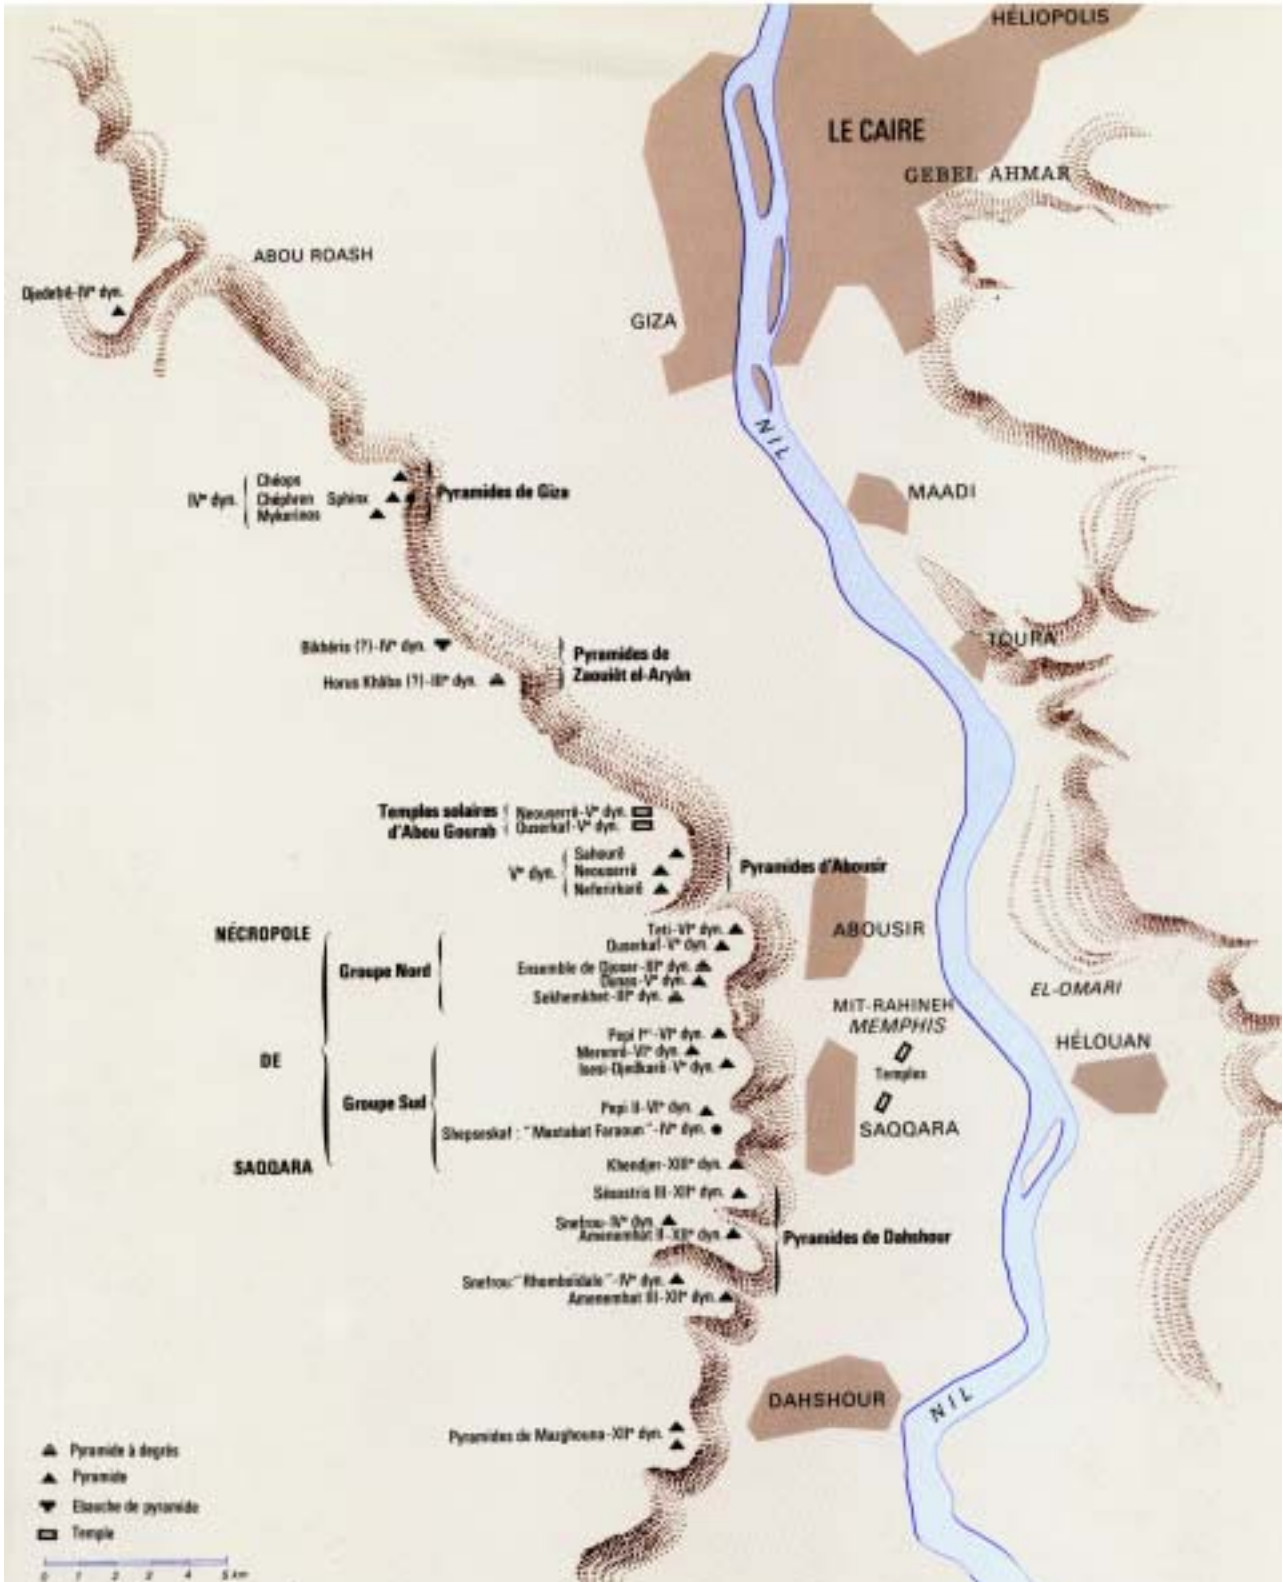 HÉLIOPOLIS
LE CAIRE
GEBEL AHMAR
ABOU ROASH
Djedefrê-IVe dyn.
GIZA
NIL
IVe dyn.
Chéops
Chéphren Sphinx
Mykerinos
Pyramides de Giza
MAADI
TOURA
Bikhéris (?)-IVe dyn.
Horus Khâba (?)-IIIe dyn.
Pyramides de
Zaouiêt el-Aryân
Temples solaires
d'Abou Gourab
Neouserrê-Ve dyn.
Ouserkaf-Ve dyn.
Ve dyn.
Sahourê
Neouserrê
Neferirkarê
Pyramides d'Abousir
ABOUSIR
NÉCROPOLE
DE
SAQQARA
Groupe Nord
Teti-VIe dyn.
Ouserkaf-Ve dyn.
Ensemble de Djoser-IIIe dyn.
Ounas-Ve dyn.
Sekhemkhet-IIIe dyn.
Groupe Sud
Pepi Ier-VIe dyn.
Merenrê-VIe dyn.
Isesi-Djedkarê-Ve dyn.
Pepi II-VIe dyn.
Shepseskaf : "Mastabat Faraoun"-IVe dyn.
Khendjer-XIIIe dyn.
EL-OMARI
MIT-RAHINEH
MEMPHIS
Temples
SAQQARA
HÉLOUAN
Sésostris III-XIIe dyn.
Snefrou-IVe dyn.
Amenemhât II-XIIe dyn.
Snefrou:"Rhomboïdale"-IVe dyn.
Amenemhat III-XIIe dyn.
Pyramides de Dahshour
DAHSHOUR
NIL
Pyramides de Mazghouna-XIIe dyn.
Pyramide à degrés
Pyramide
Ebauche de pyramide
Temple
0 1 2 3 4 5 km